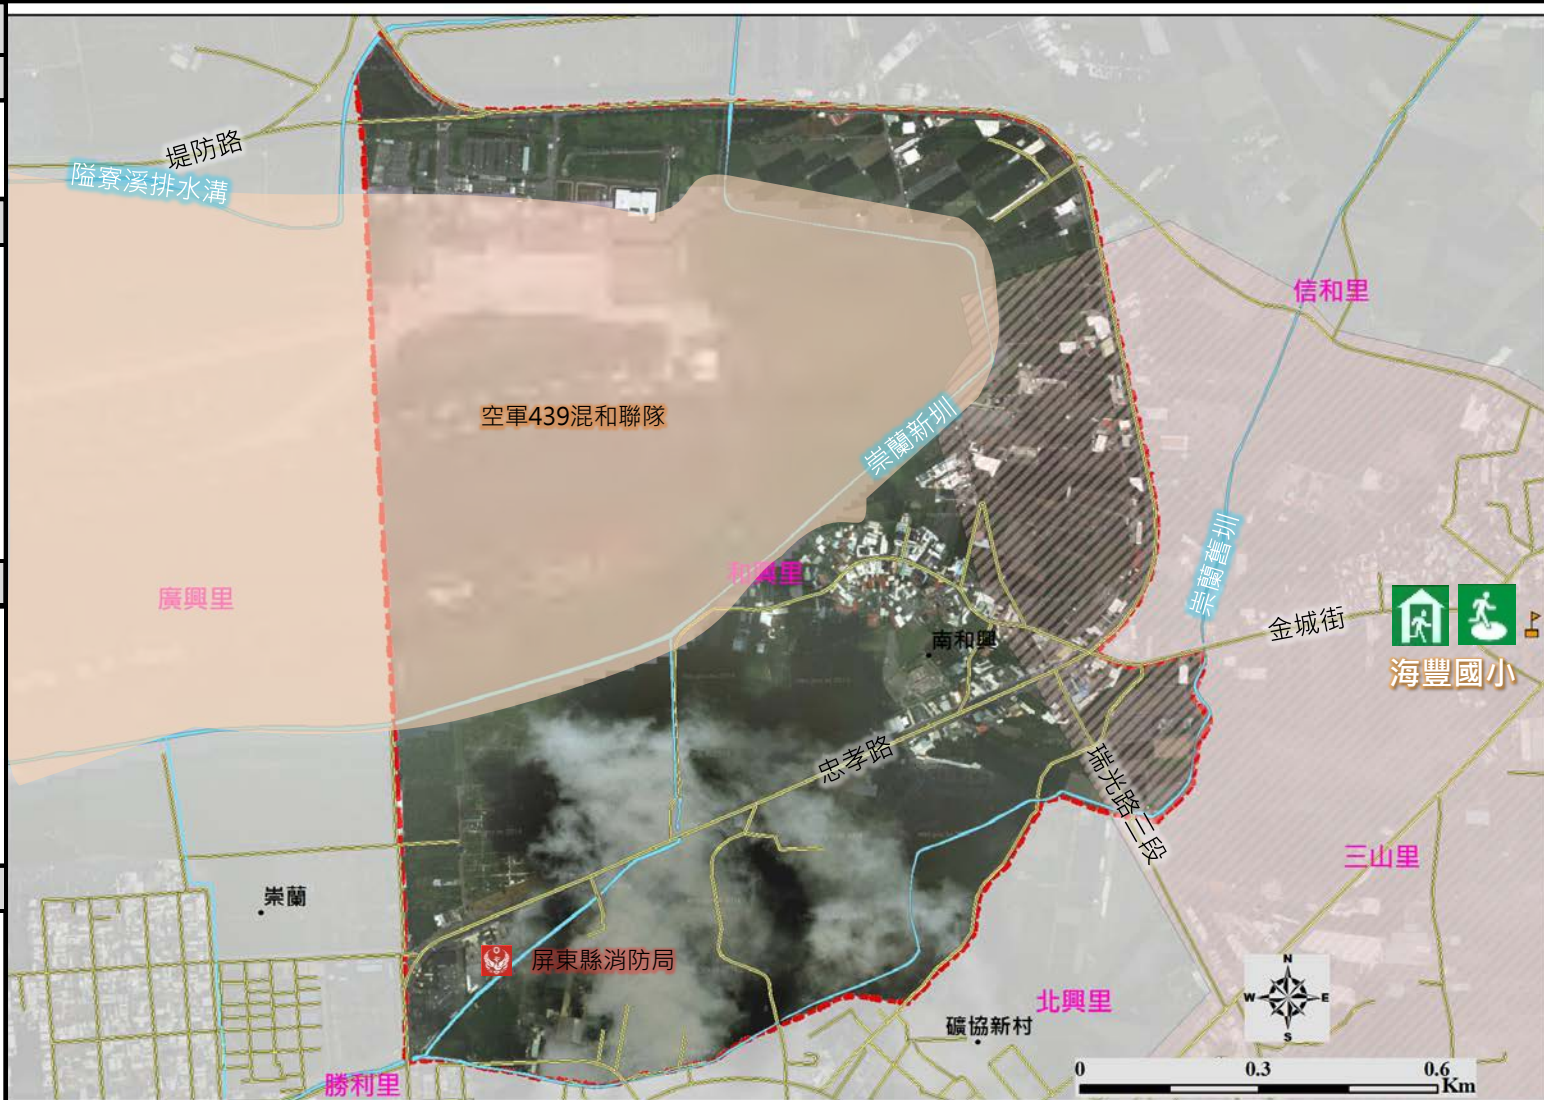 堤防路
隘寮溪排水溝
信和里
空軍439混和聯隊
崇蘭新圳
崇蘭舊圳
和興里
廣興里
南和興
金城街
海豐國小
忠孝路
瑞光路三段
三山里
崇蘭
屏東縣消防局
北興里
礦協新村
勝利里
N
W
E
S
0
0.3
0.6
Km